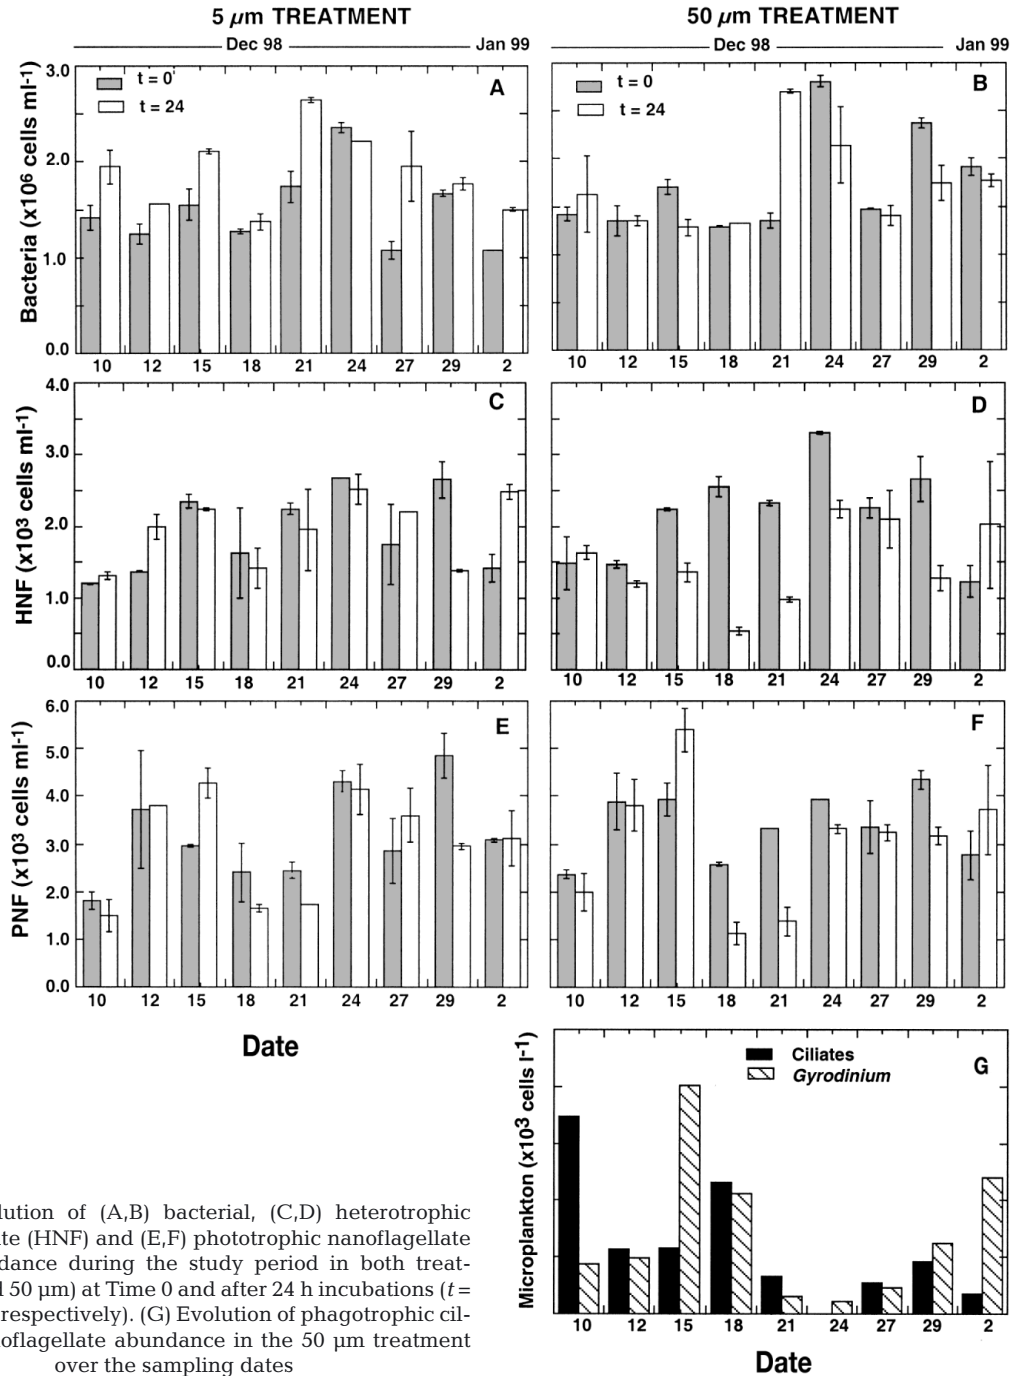 5 µm TREATMENT
50 µm TREATMENT
Dec 98
Jan 99
Dec 98
Jan 99
Bacteria (x10⁶ cells ml⁻¹)
3.0
2.0
1.0
0.0
t = 0
t = 24
A
10 12 15 18 21 24 27 29 2
t = 0
t = 24
B
10 12 15 18 21 24 27 29 2
HNF (x10³ cells ml⁻¹)
4.0
3.0
2.0
1.0
0.0
C
10 12 15 18 21 24 27 29 2
D
10 12 15 18 21 24 27 29 2
PNF (x10³ cells ml⁻¹)
6.0
5.0
4.0
3.0
2.0
1.0
0.0
E
10 12 15 18 21 24 27 29 2
Date
F
10 12 15 18 21 24 27 29 2
Microplankton (x10³ cells l⁻¹)
Ciliates
Gyrodinium
G
10 12 15 18 21 24 27 29 2
Date
lution of (A,B) bacterial, (C,D) heterotrophic
te (HNF) and (E,F) phototrophic nanoflagellate
dance during the study period in both treat-
l 50 µm) at Time 0 and after 24 h incubations (t =
respectively). (G) Evolution of phagotrophic cil-
noflagellate abundance in the 50 µm treatment
over the sampling dates